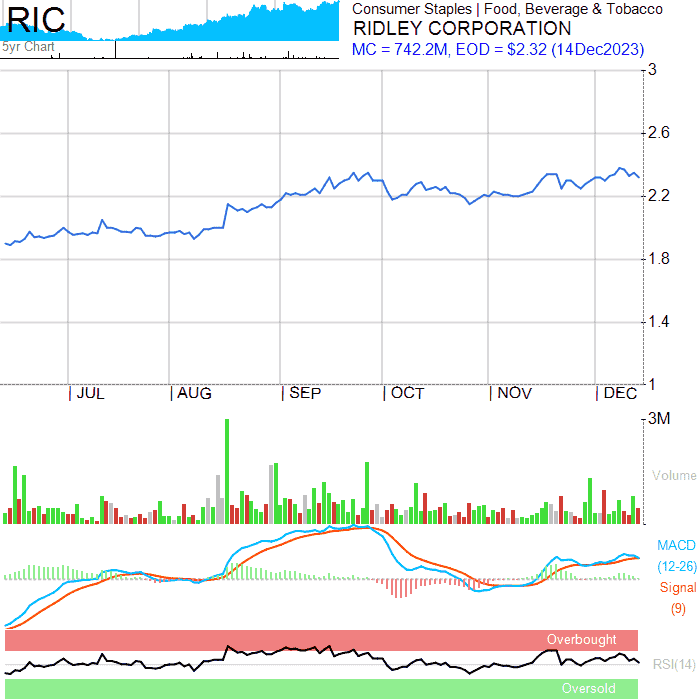 RIC
5yr Chart
Consumer Staples | Food, Beverage & Tobacco
RIDLEY CORPORATION
MC = 742.2M, EOD = $2.32 (14Dec2023)
3
2.6
2.2
1.8
1.4
1
JUL
AUG
SEP
OCT
NOV
DEC
3M
Volume
MACD
(12-26)
Signal
(9)
Overbought
RSI(14)
Oversold